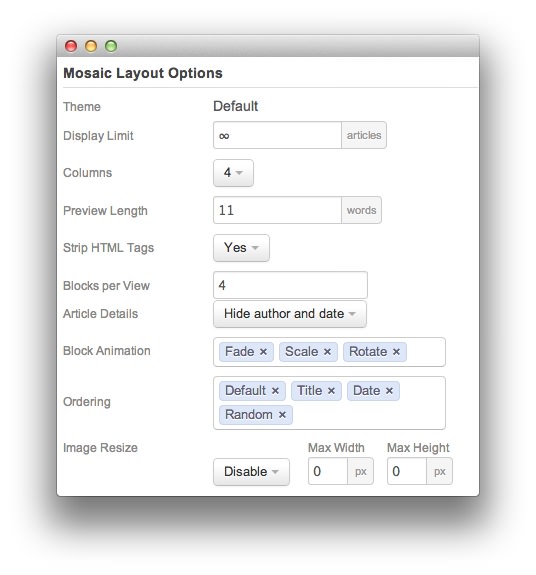 Mosaic Layout Options
Theme Default
Display Limit ∞ articles
Columns 4
Preview Length 11 words
Strip HTML Tags Yes
Blocks per View 4
Article Details Hide author and date
Block Animation Fade × Scale × Rotate ×
Ordering Default × Title × Date ×
Random ×
Image Resize Max Width Max Height
Disable 0 px 0 px